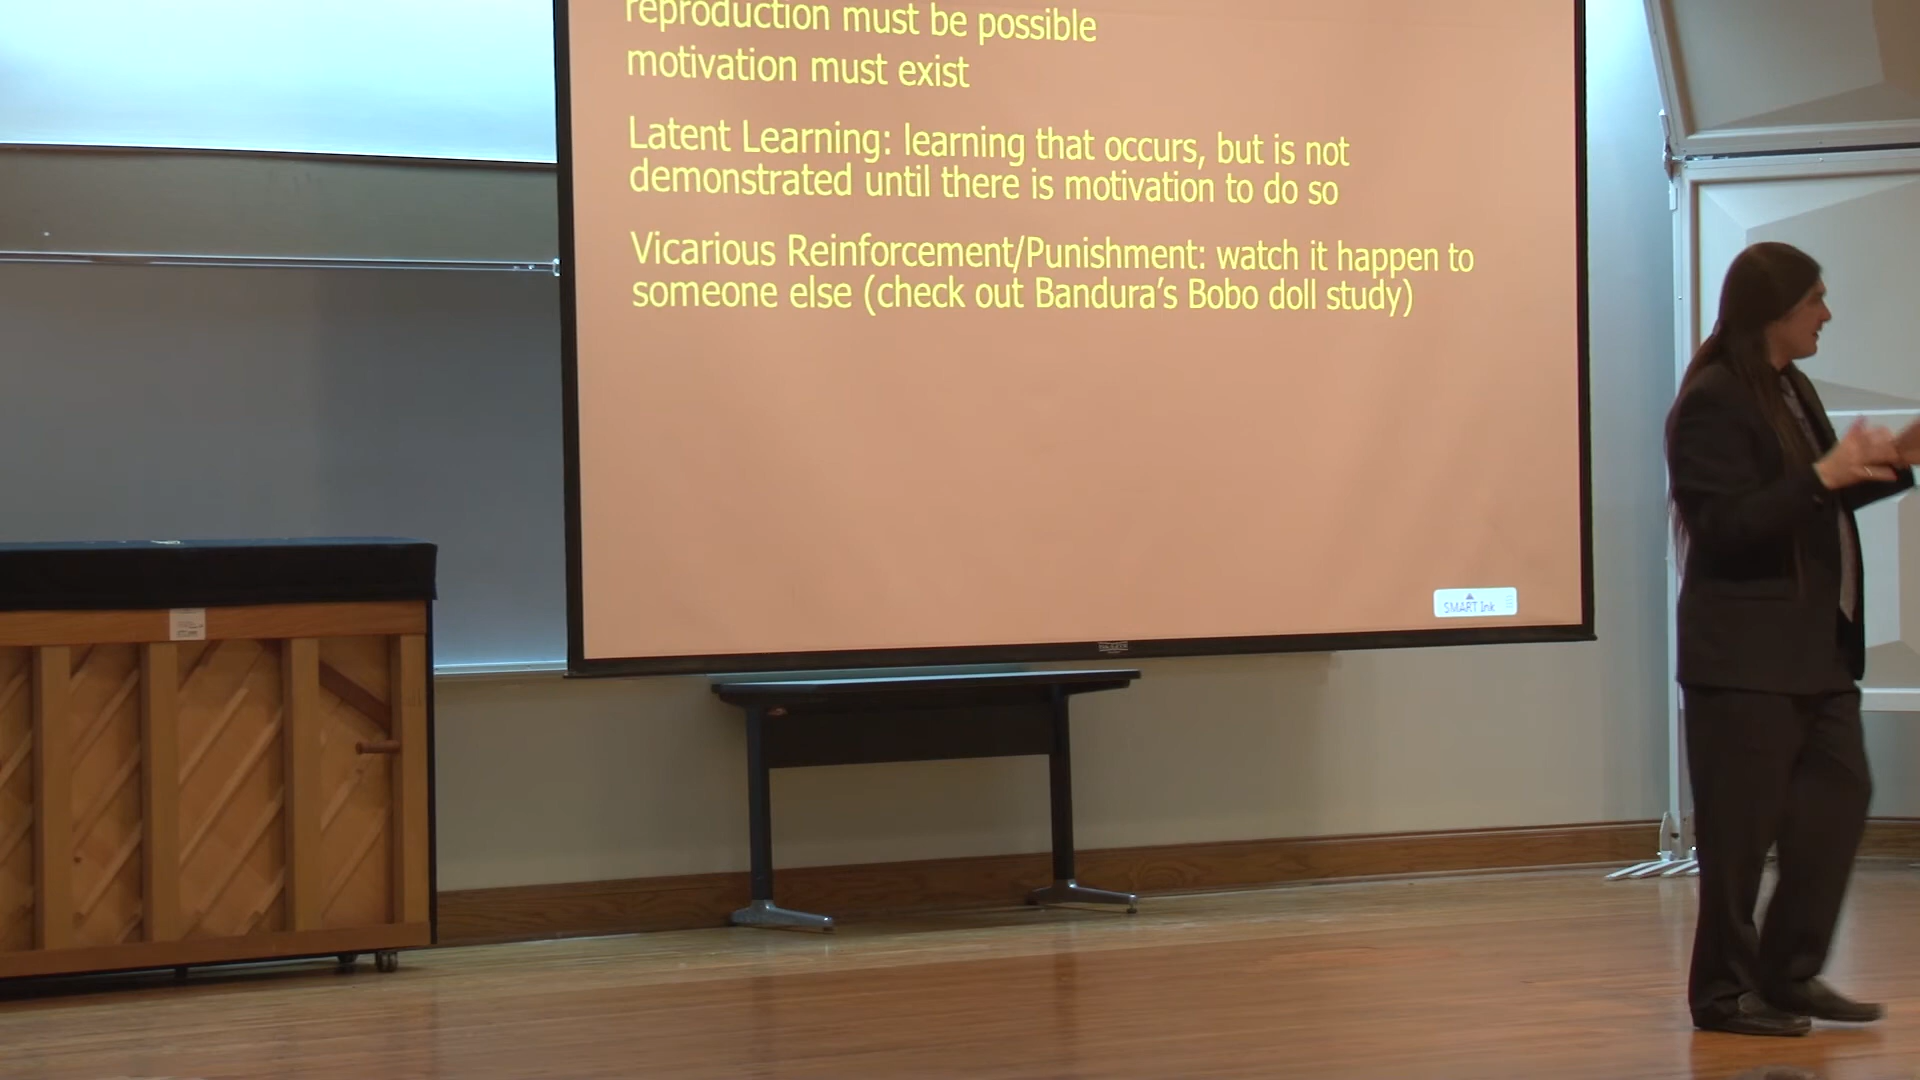 reproduction must be possible
motivation must exist
Latent Learning: learning that occurs, but is not
demonstrated until there is motivation to do so
Vicarious Reinforcement/Punishment: watch it happen to
someone else (check out Bandura's Bobo doll study)
SMART Ink